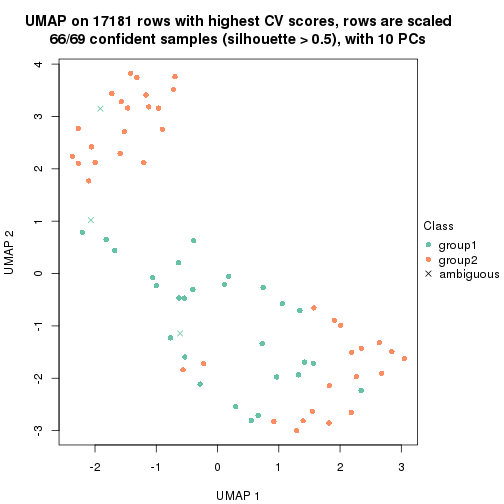 UMAP on 17181 rows with highest CV scores, rows are scaled
66/69 confident samples (silhouette > 0.5), with 10 PCs
4
3
2
1
0
-1
-2
-3
UMAP 2
-2
-1
0
1
2
3
UMAP 1
Class
group1
group2
ambiguous